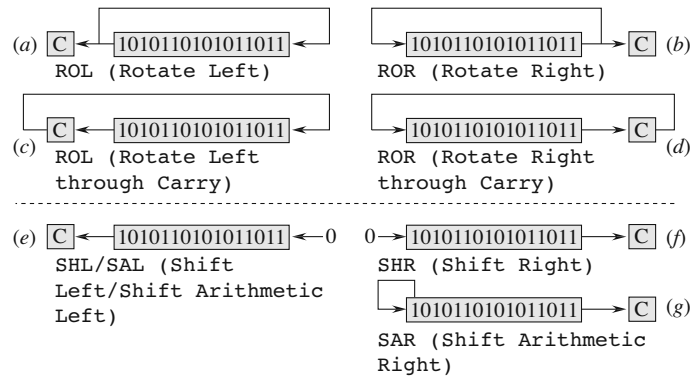 (a) C 1010110101011011
ROL (Rotate Left)
1010110101011011 C (b)
ROR (Rotate Right)
(c) C 1010110101011011
ROL (Rotate Left
through Carry)
1010110101011011 C (d)
ROR (Rotate Right
through Carry)
(e) C 1010110101011011 0
SHL/SAL (Shift
Left/Shift Arithmetic
Left)
0 1010110101011011 C (f)
SHR (Shift Right)
1010110101011011 C (g)
SAR (Shift Arithmetic
Right)